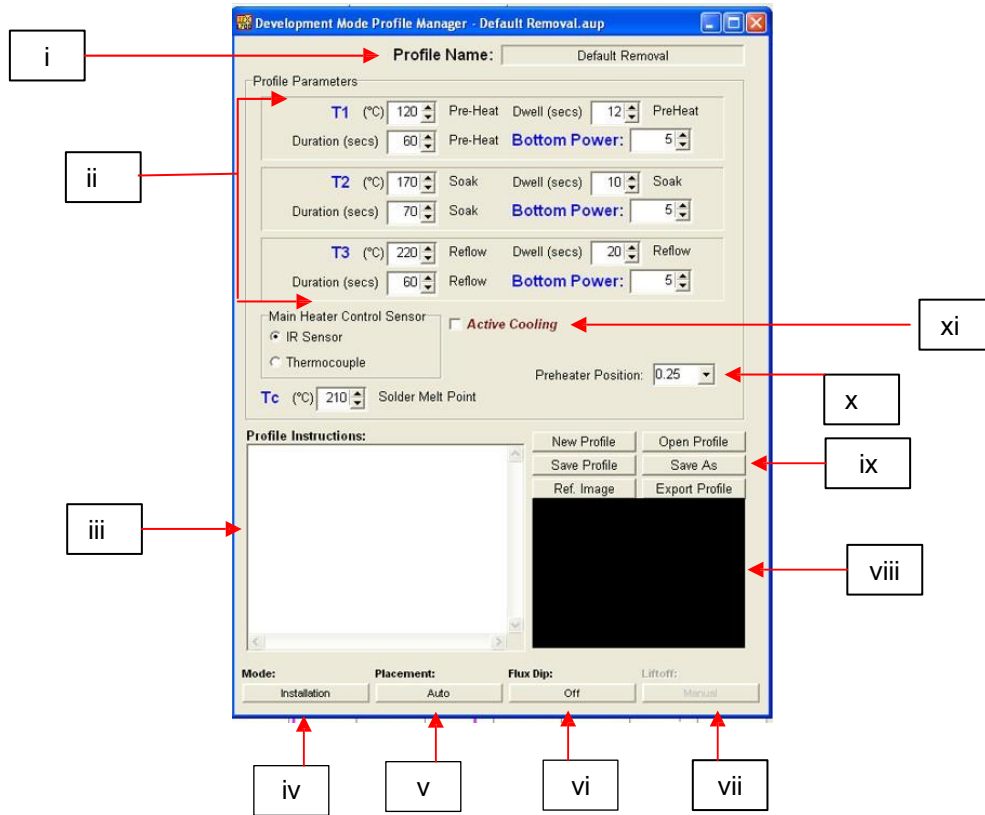 Development Mode Profile Manager - Default Removal.aup
i
Profile Name: Default Removal
Profile Parameters
T1 (°C) 120 Pre-Heat Dwell (secs) 12 PreHeat
Duration (secs) 60 Pre-Heat Bottom Power: 5
ii
T2 (°C) 170 Soak Dwell (secs) 10 Soak
Duration (secs) 70 Soak Bottom Power: 5
T3 (°C) 220 Reflow Dwell (secs) 20 Reflow
Duration (secs) 60 Reflow Bottom Power: 5
Main Heater Control Sensor
Active Cooling
xi
IR Sensor
Thermocouple
Preheater Position: 0.25
x
Tc (°C) 210 Solder Melt Point
Profile Instructions:
New Profile Open Profile
Save Profile Save As
ix
Ref. Image Export Profile
iii
viii
Mode: Placement: Flux Dip: Liftoff:
Installation Auto Off Manual
iv v vi vii